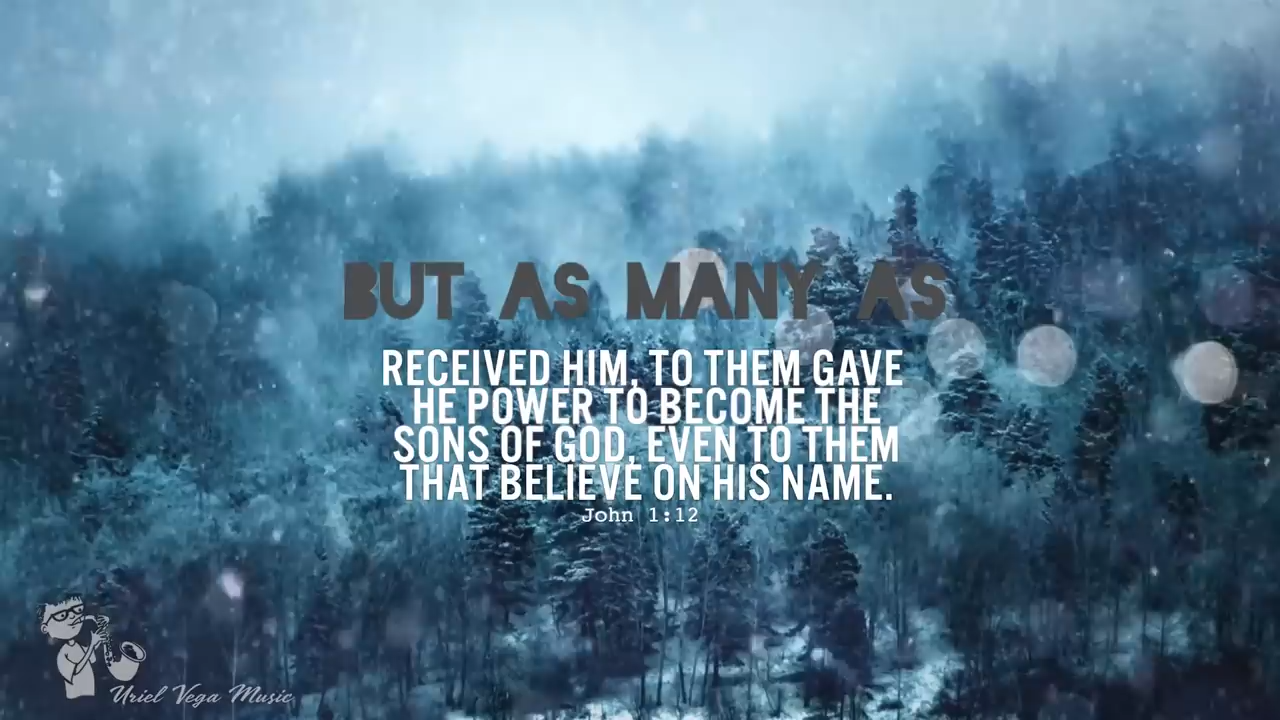 BUT AS MANY AS
RECEIVED HIM, TO THEM GAVE
HE POWER TO BECOME THE
SONS OF GOD, EVEN TO THEM
THAT BELIEVE ON HIS NAME.
John 1:12
Uriel Vega Music